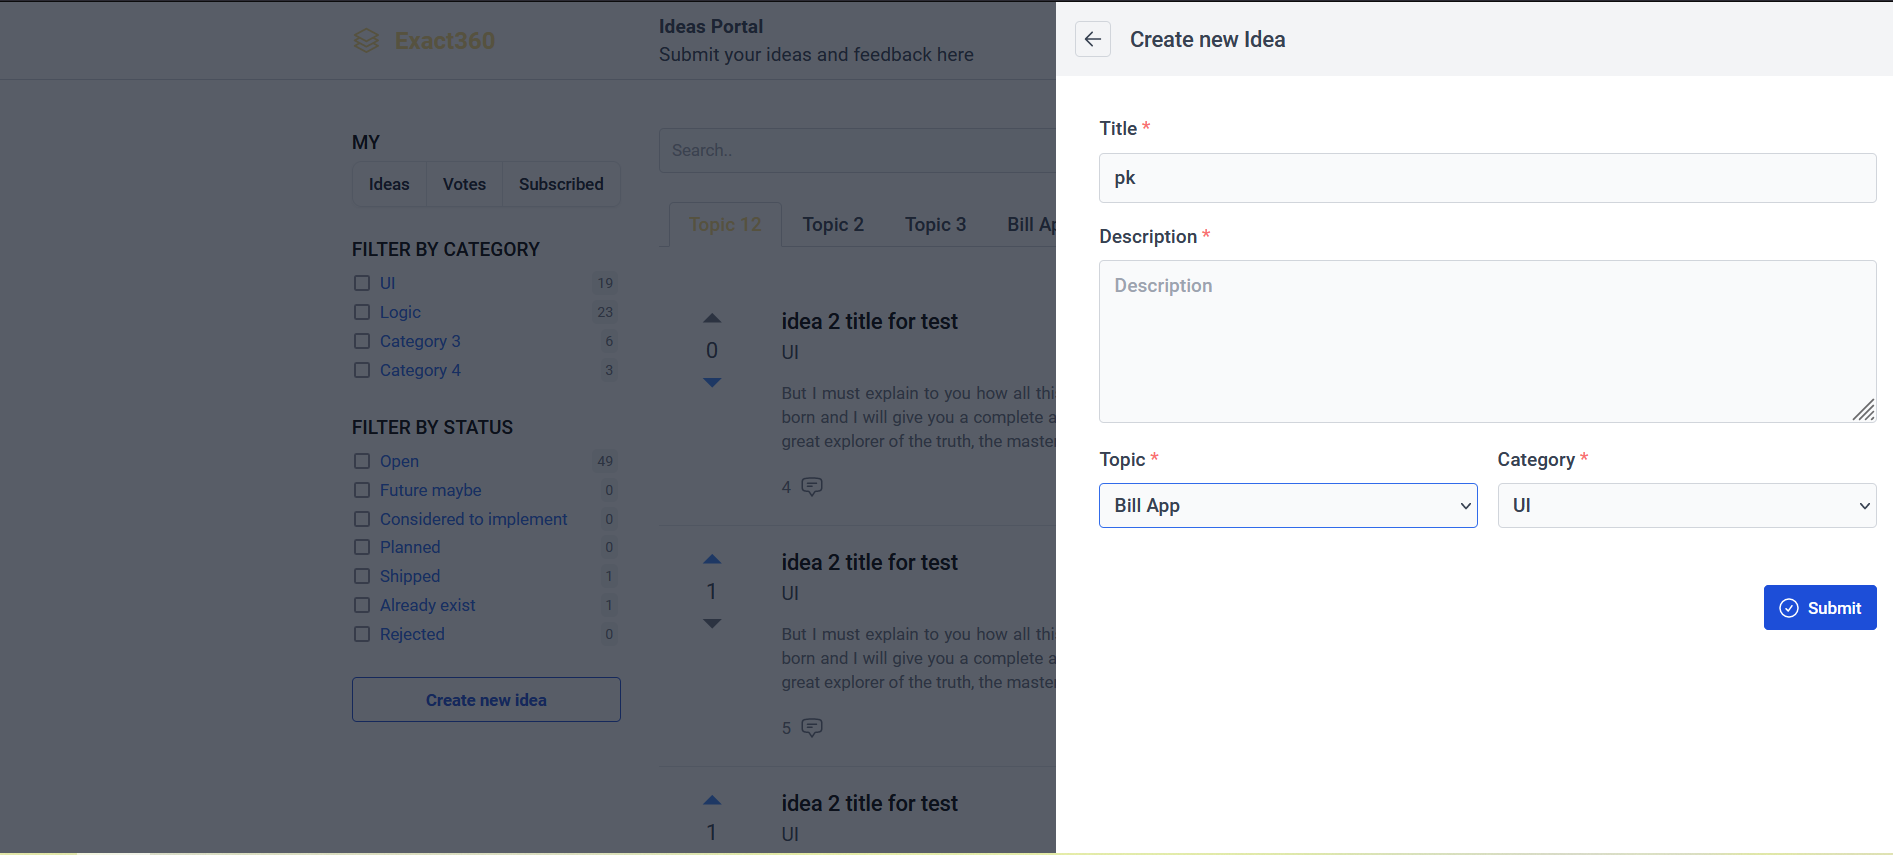 Exact360
Ideas Portal
Submit your ideas and feedback here
MY
Ideas Votes Subscribed
FILTER BY CATEGORY
UI 19
Logic 23
Category 3 6
Category 4 3
FILTER BY STATUS
Open 49
Future maybe 0
Considered to implement 0
Planned 0
Shipped 1
Already exist 1
Rejected 0
Create new idea
Search..
Topic 12 Topic 2 Topic 3 Bill Ap
0
idea 2 title for test
UI
But I must explain to you how all this
born and I will give you a complete a
great explorer of the truth, the master
4
1
idea 2 title for test
UI
But I must explain to you how all this
born and I will give you a complete a
great explorer of the truth, the master
5
1
idea 2 title for test
UI
Create new Idea
Title *
pk
Description *
Description
Topic * Category *
Bill App UI
Submit